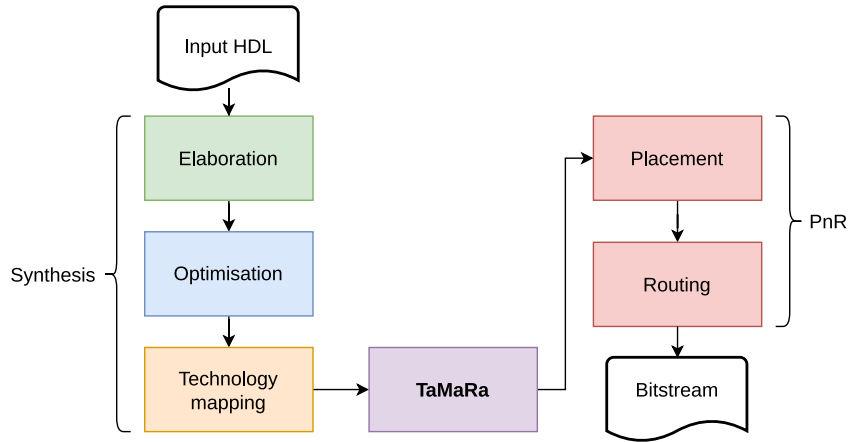 Input HDL
Synthesis
Elaboration
Optimisation
Technology
mapping
TaMaRa
Placement
Routing
PnR
Bitstream